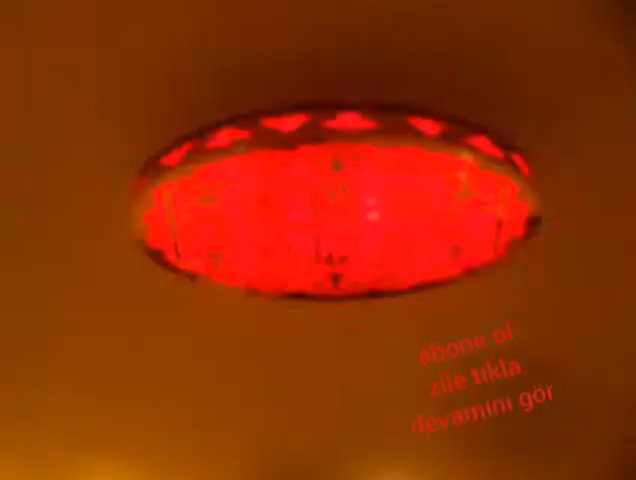 abone ol
zile tıkla
devamını gör